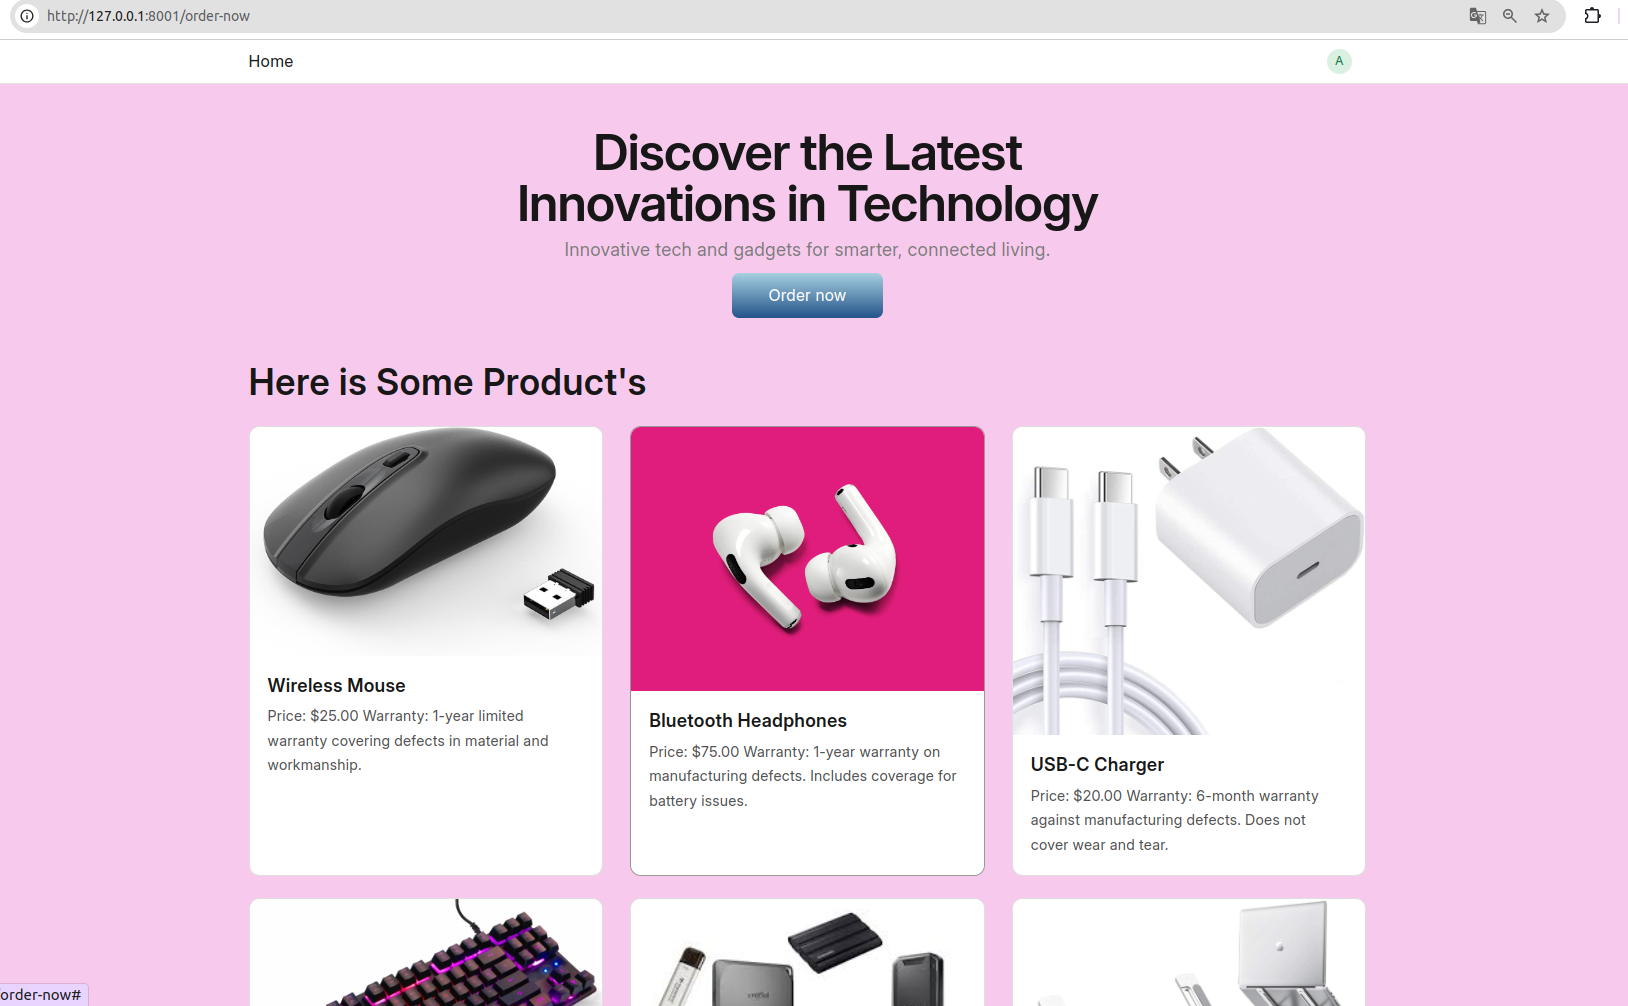 http://127.0.0.1:8001/order-now
Home
A
Discover the Latest
Innovations in Technology
Innovative tech and gadgets for smarter, connected living.
Order now
Here is Some Product's
Wireless Mouse
Price: $25.00 Warranty: 1-year limited
warranty covering defects in material and
workmanship.
Bluetooth Headphones
Price: $75.00 Warranty: 1-year warranty on
manufacturing defects. Includes coverage for
battery issues.
USB-C Charger
Price: $20.00 Warranty: 6-month warranty
against manufacturing defects. Does not
cover wear and tear.
order-now#